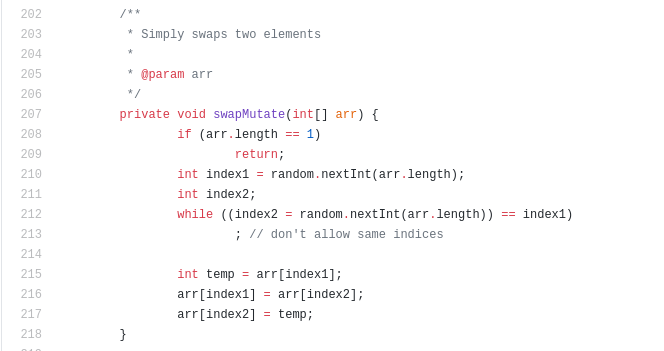 202 /**
203 * Simply swaps two elements
204 *
205 * @param arr
206 */
207 private void swapMutate(int[] arr) {
208 if (arr.length == 1)
209 return;
210 int index1 = random.nextInt(arr.length);
211 int index2;
212 while ((index2 = random.nextInt(arr.length)) == index1)
213 ; // don't allow same indices
214
215 int temp = arr[index1];
216 arr[index1] = arr[index2];
217 arr[index2] = temp;
218 }